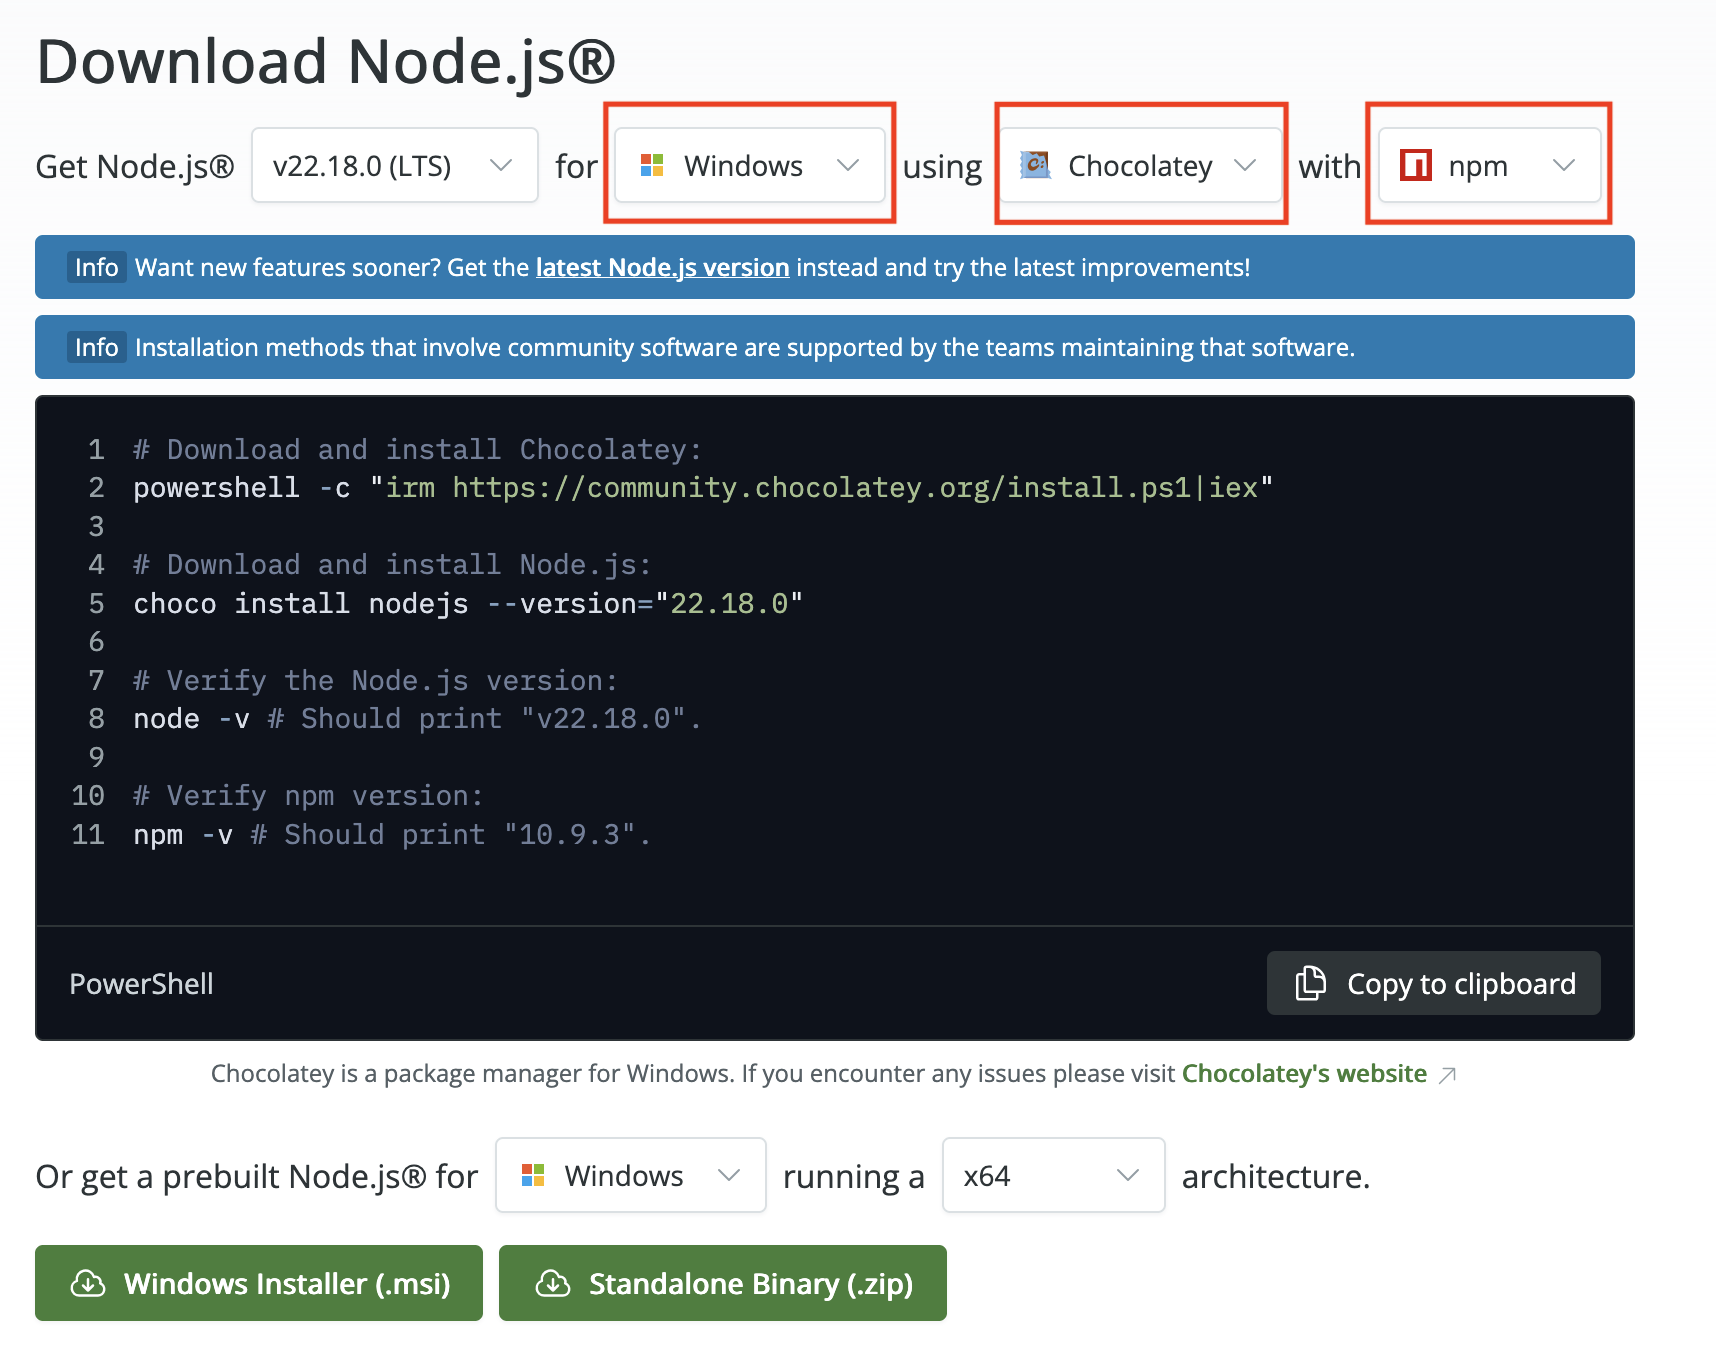 Download Node.js®
Get Node.js® v22.18.0 (LTS) for Windows using Chocolatey with npm
Info Want new features sooner? Get the latest Node.js version instead and try the latest improvements!
Info Installation methods that involve community software are supported by the teams maintaining that software.
1 # Download and install Chocolatey:
2 powershell -c "irm https://community.chocolatey.org/install.ps1|iex"
3
4 # Download and install Node.js:
5 choco install nodejs --version="22.18.0"
6
7 # Verify the Node.js version:
8 node -v # Should print "v22.18.0".
9
10 # Verify npm version:
11 npm -v # Should print "10.9.3".
PowerShell Copy to clipboard
Chocolatey is a package manager for Windows. If you encounter any issues please visit Chocolatey's website
Or get a prebuilt Node.js® for Windows running a x64 architecture.
Windows Installer (.msi) Standalone Binary (.zip)